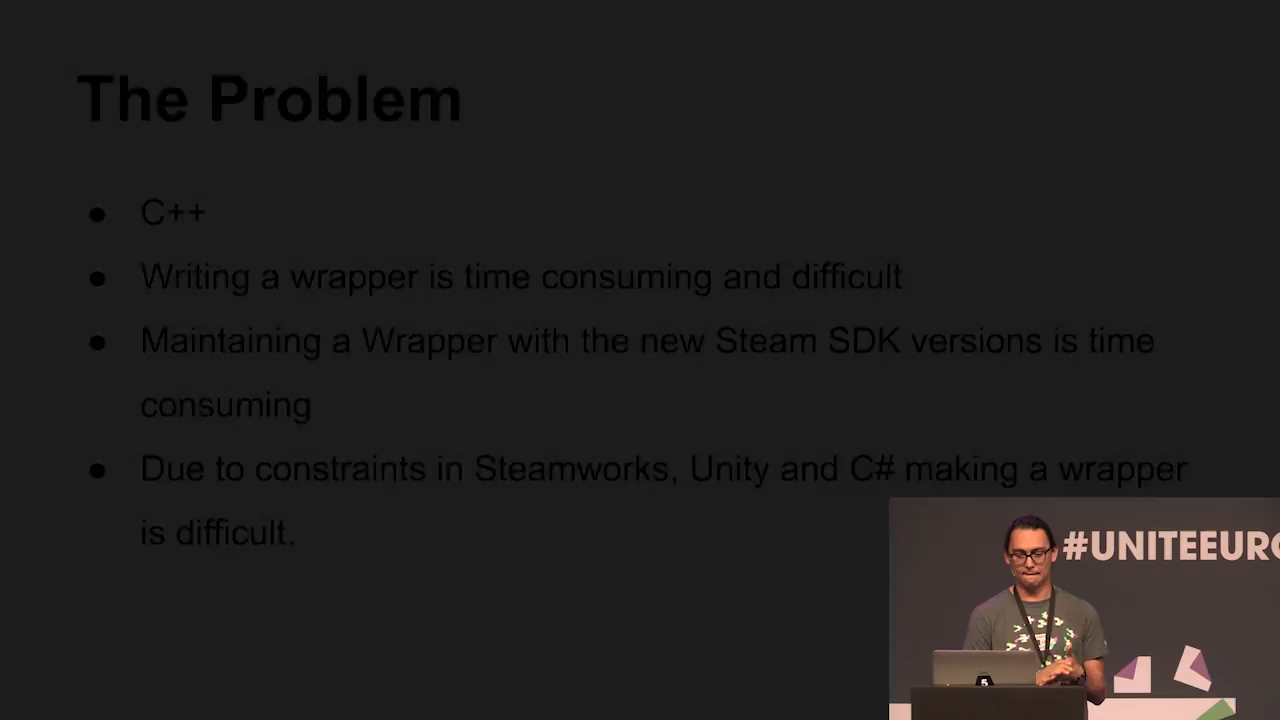 The Problem
● C++
● Writing a wrapper is time consuming and difficult
● Maintaining a Wrapper with the new Steam SDK versions is time
consuming
● Due to constraints in Steamworks, Unity and C# making a wrapper
is difficult.
#UNITEEURO
5